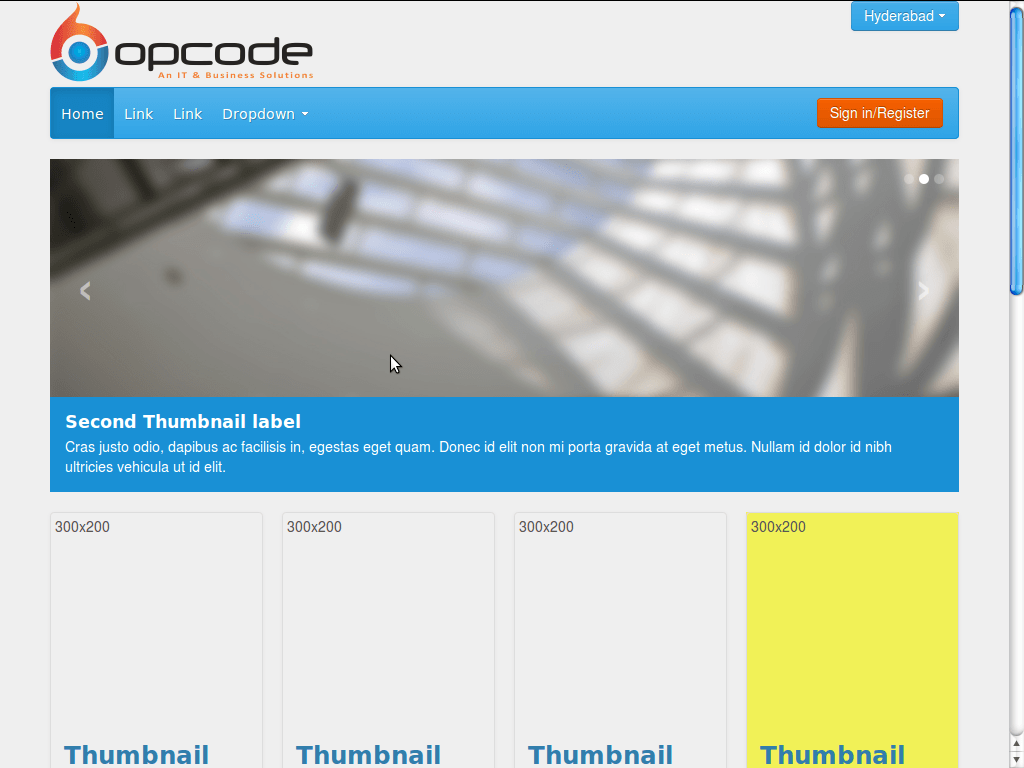 Hyderabad
opcode
An IT & Business Solutions
Home Link Link Dropdown Sign in/Register
Second Thumbnail label
Cras justo odio, dapibus ac facilisis in, egestas eget quam. Donec id elit non mi porta gravida at eget metus. Nullam id dolor id nibh
ultricies vehicula ut id elit.
300x200 300x200 300x200 300x200
Thumbnail Thumbnail Thumbnail Thumbnail